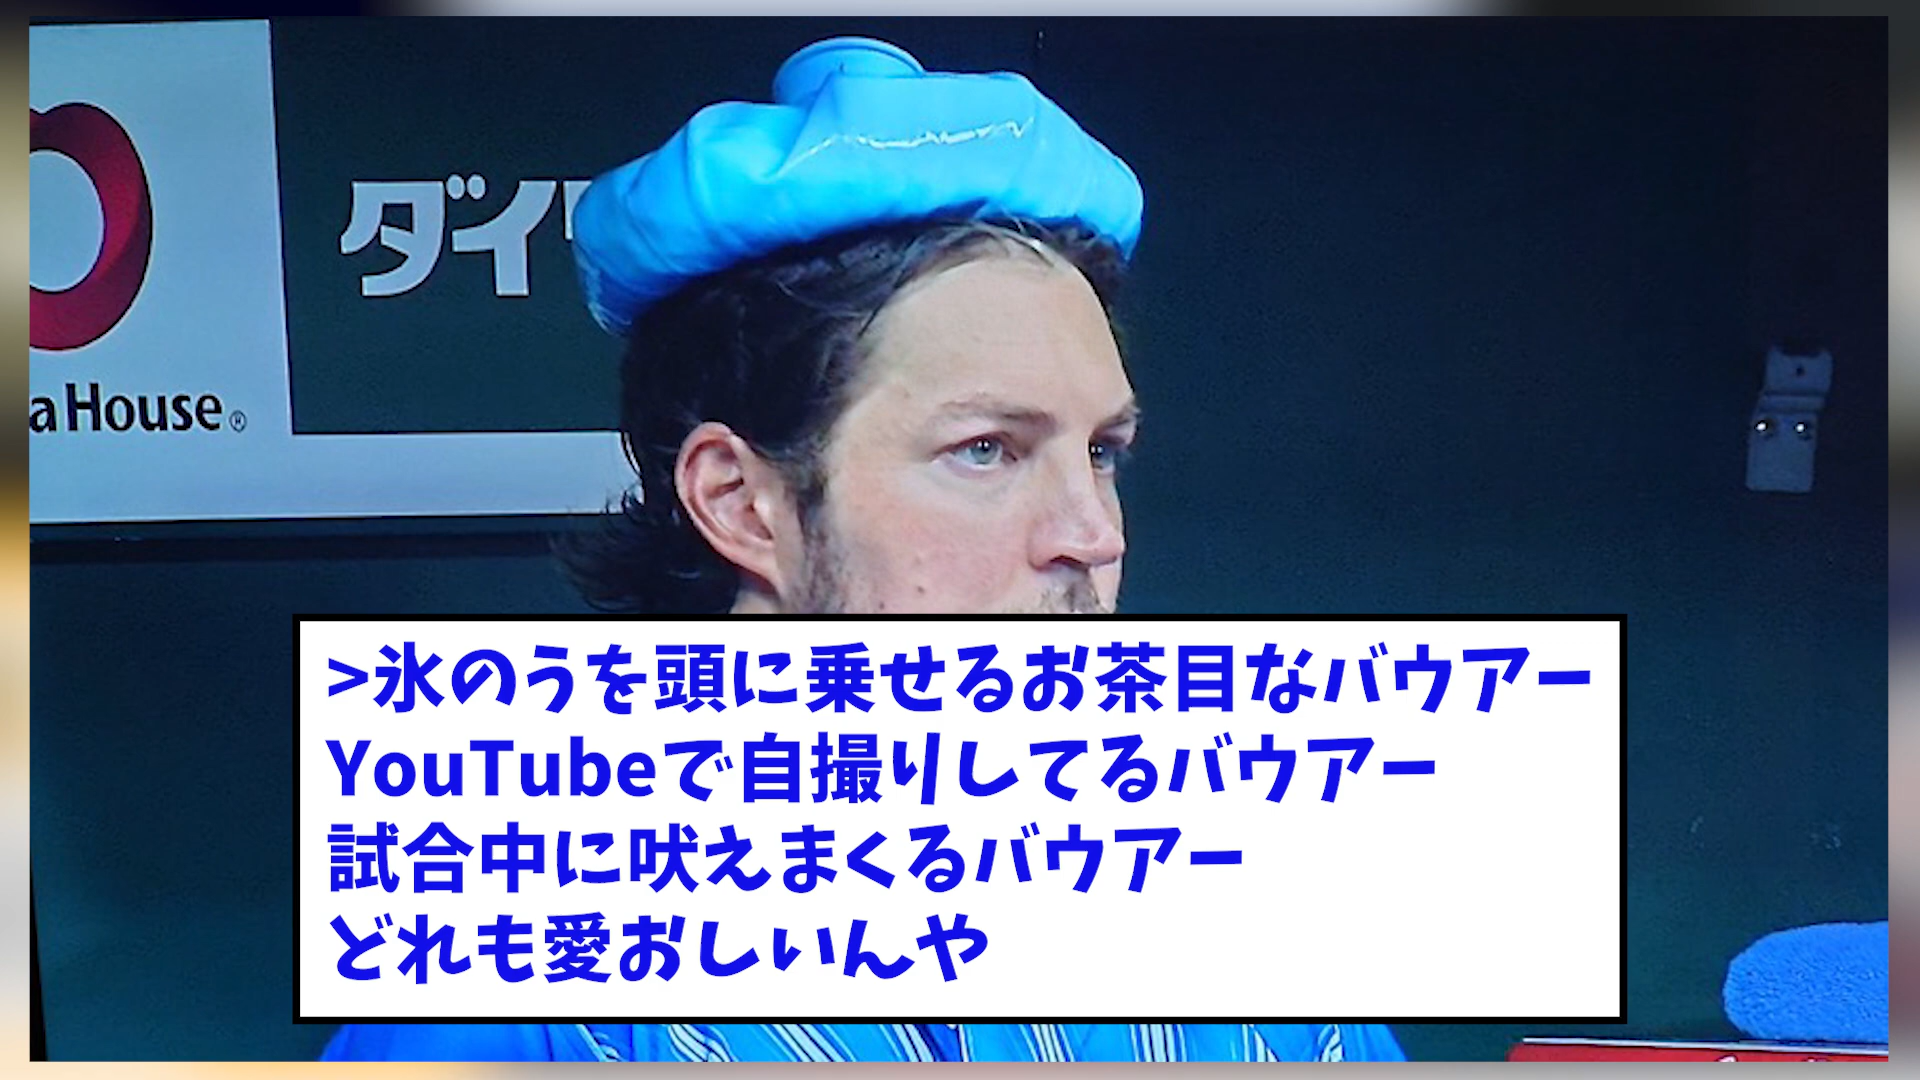 ダイ
a House®
>氷のうを頭に乗せるお茶目なバウアー
YouTubeで自撮りしてるバウアー
試合中に吠えまくるバウアー
どれも愛おしいんや